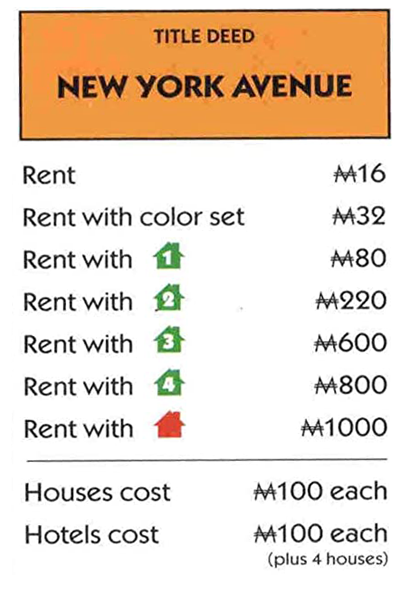 TITLE DEED
NEW YORK AVENUE
Rent ₩16
Rent with color set ₩32
Rent with 1 ₩80
Rent with 2 ₩220
Rent with 3 ₩600
Rent with 4 ₩800
Rent with ₩1000
Houses cost ₩100 each
Hotels cost ₩100 each
(plus 4 houses)